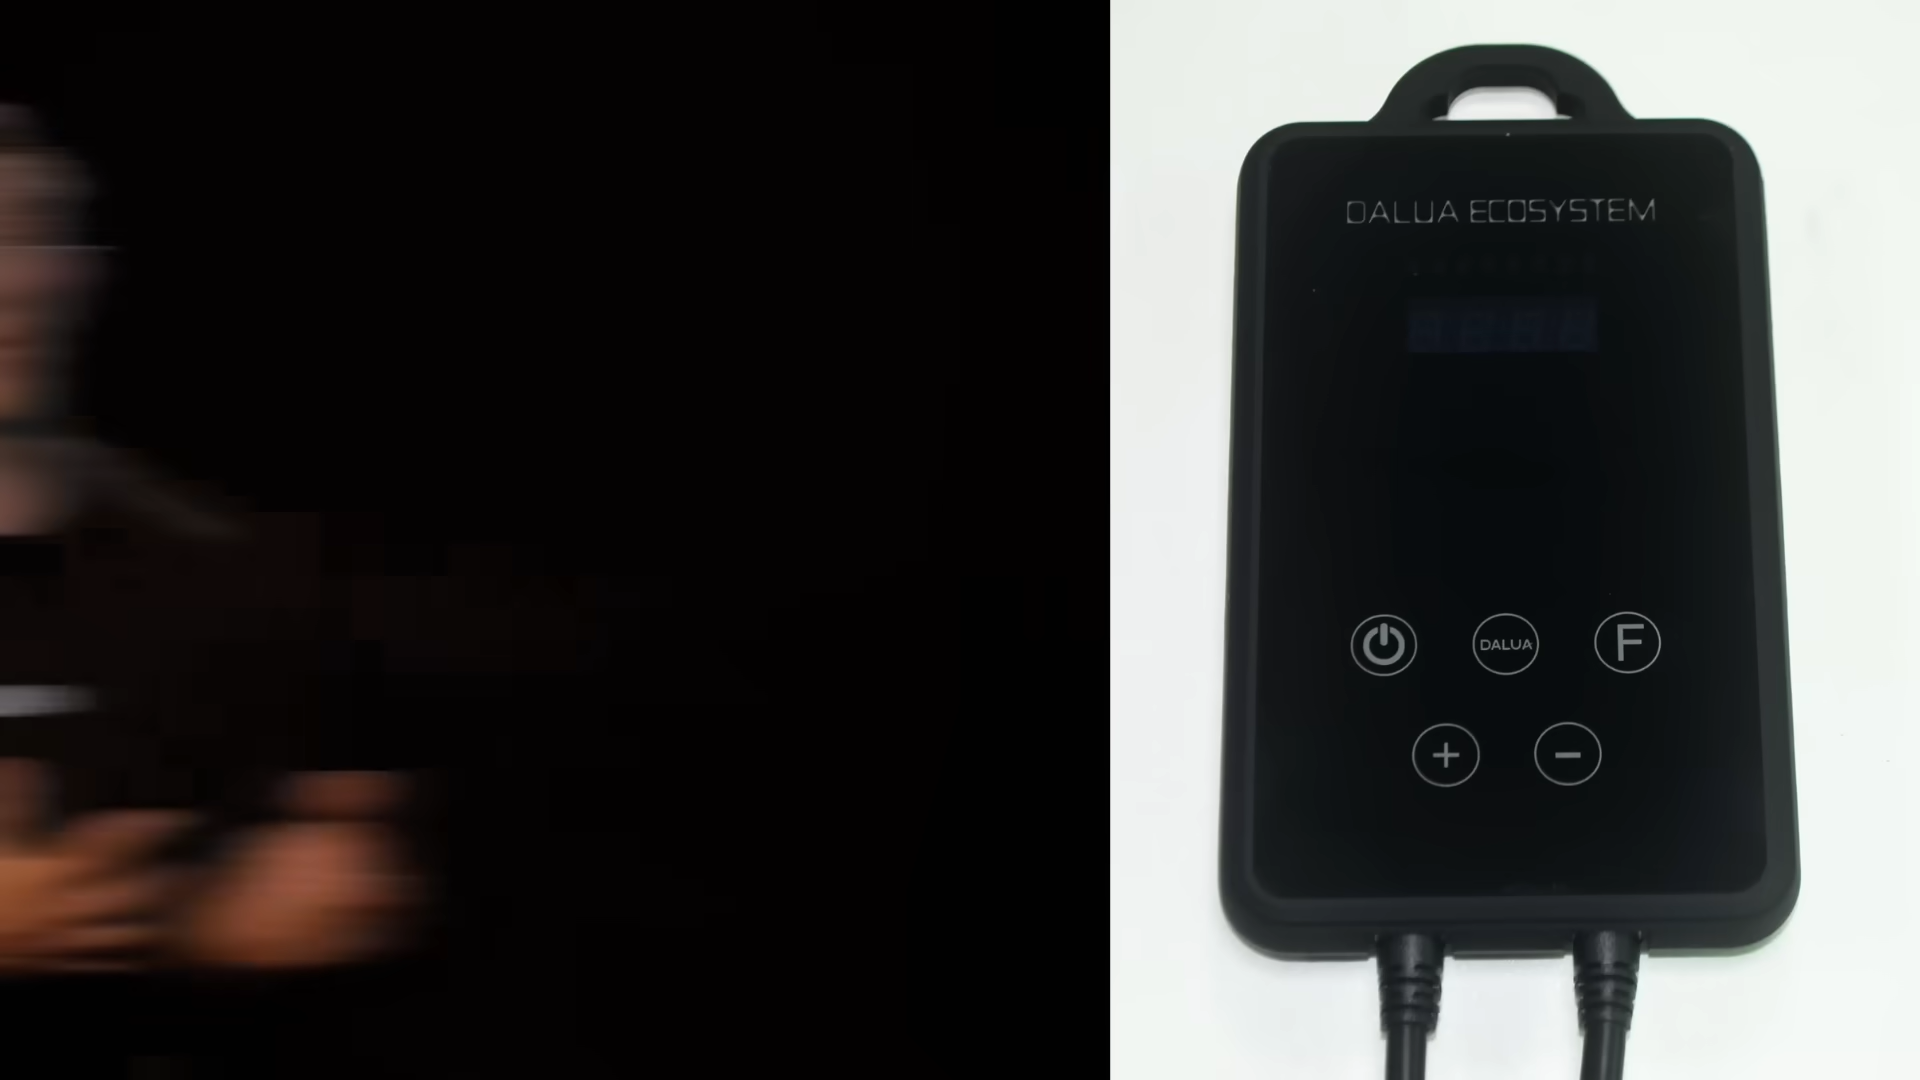 DALUA ECOSYSTEM
DALUA
F
+ −